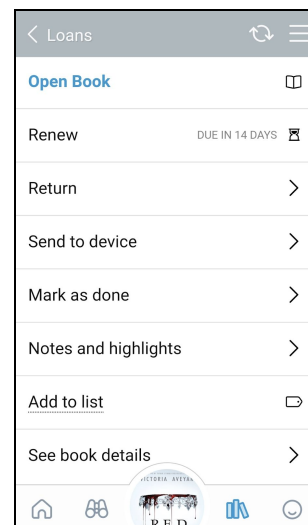 Loans
Open Book
Renew DUE IN 14 DAYS
Return
Send to device
Mark as done
Notes and highlights
Add to list
See book details
VICTORIA AVEYARD
RED